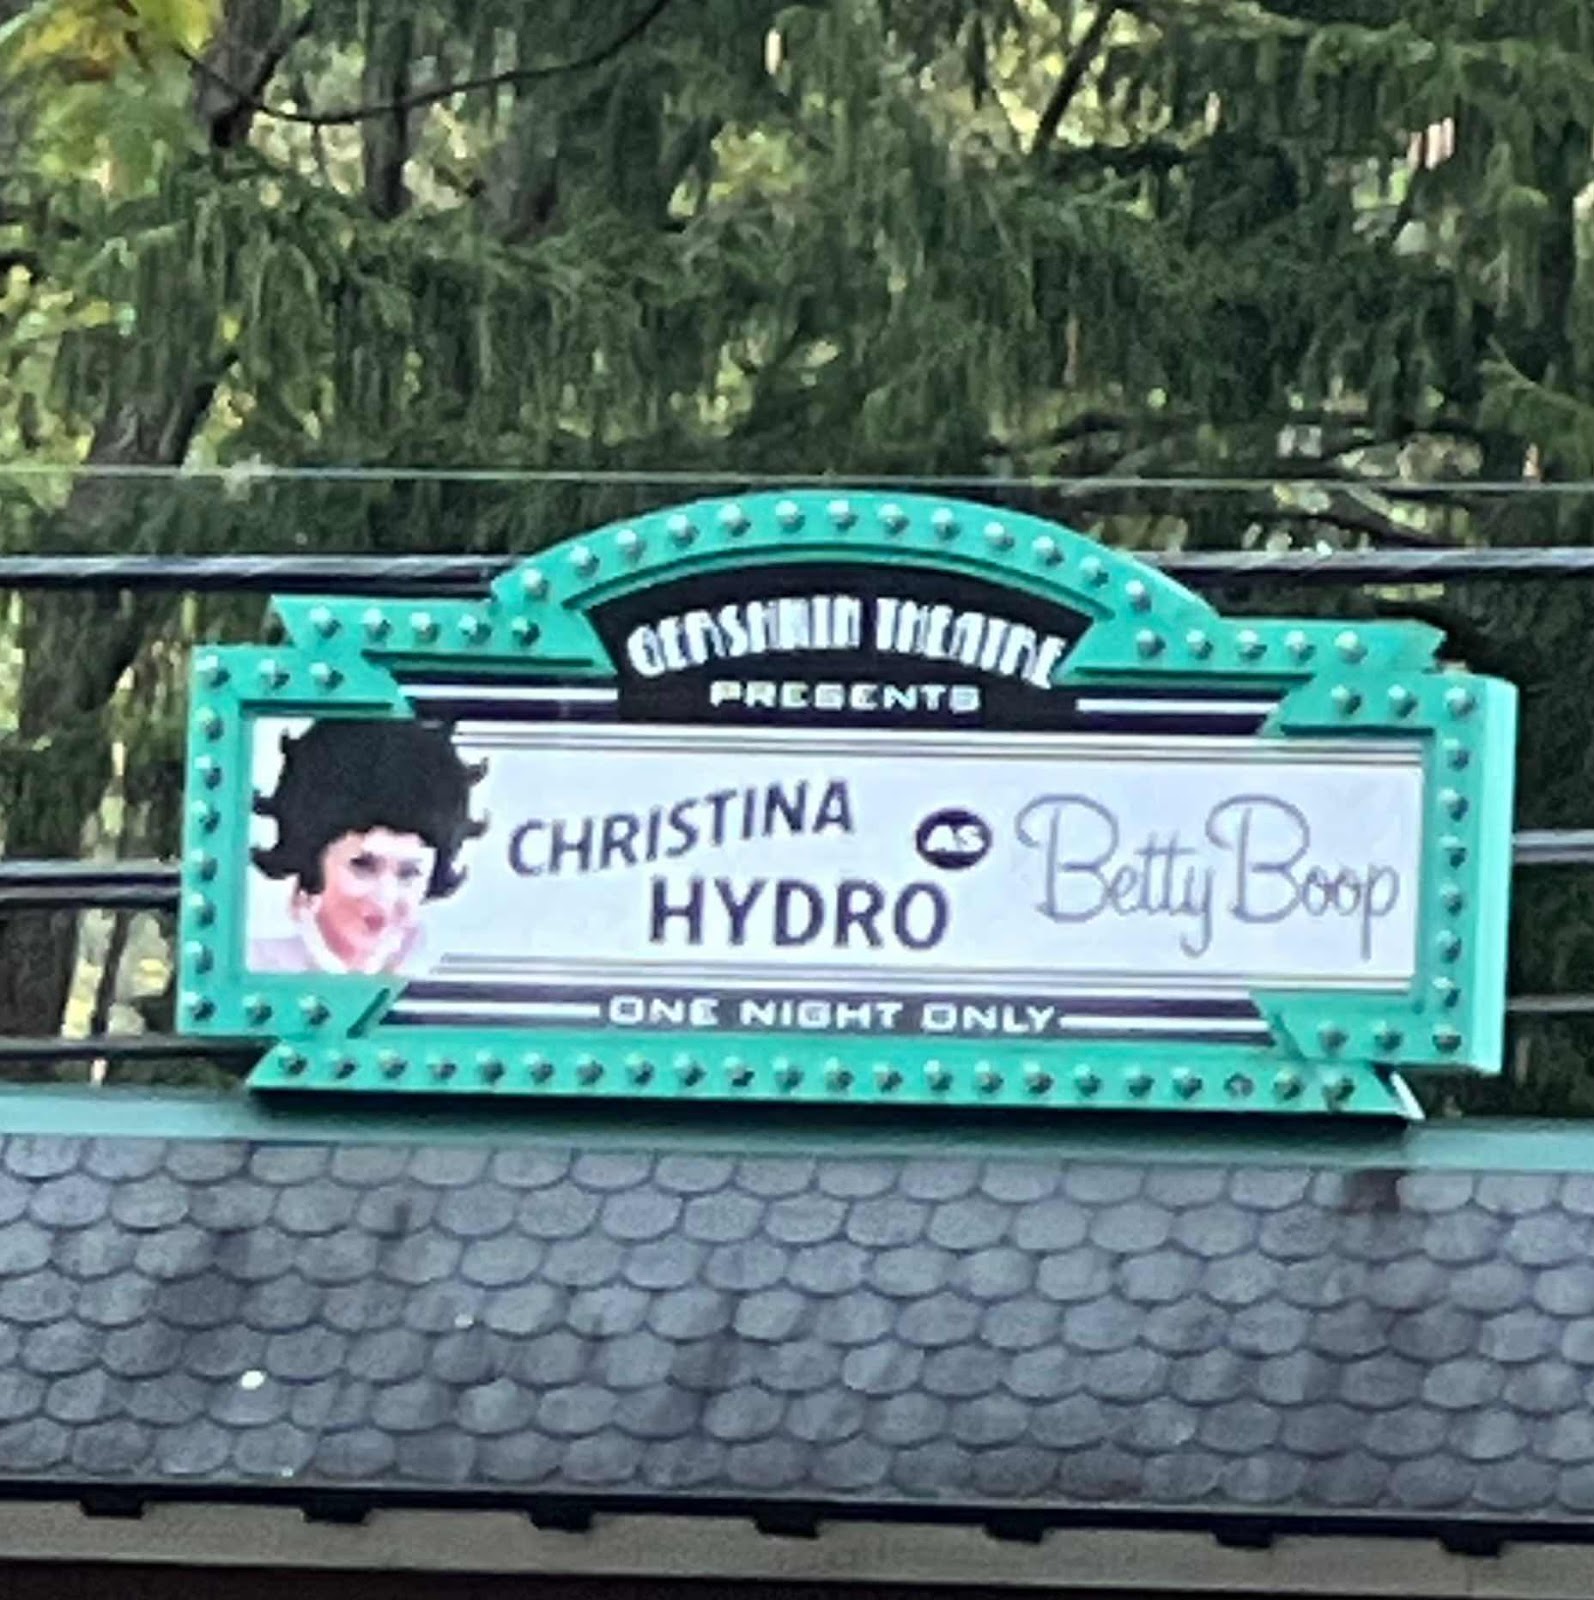 GERSHWIN THEATRE
PRESENTS
CHRISTINA
HYDRO
AS
Betty Boop
ONE NIGHT ONLY